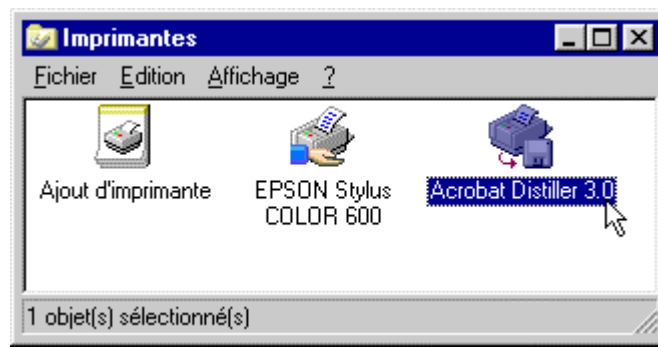 Imprimantes
Fichier Edition Affichage ?
Ajout d'imprimante
EPSON Stylus
COLOR 600
Acrobat Distiller 3.0
1 objet(s) sélectionné(s)